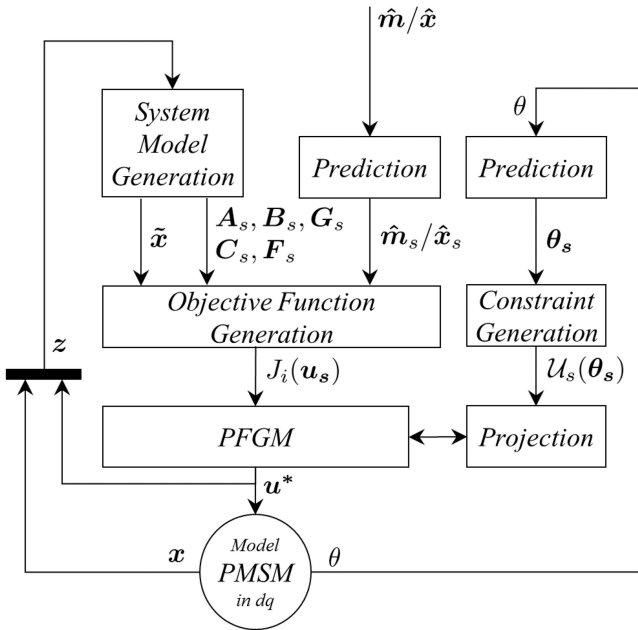 m̂/x̂
System
Model
Generation
Prediction
θ
Prediction
x̃
A_s, B_s, G_s
C_s, F_s
m̂_s/x̂_s
θ_s
Objective Function
Generation
Constraint
Generation
z
J_i(u_s)
𝒰_s(θ_s)
PFGM
Projection
u*
x
Model
PMSM
in dq
θ